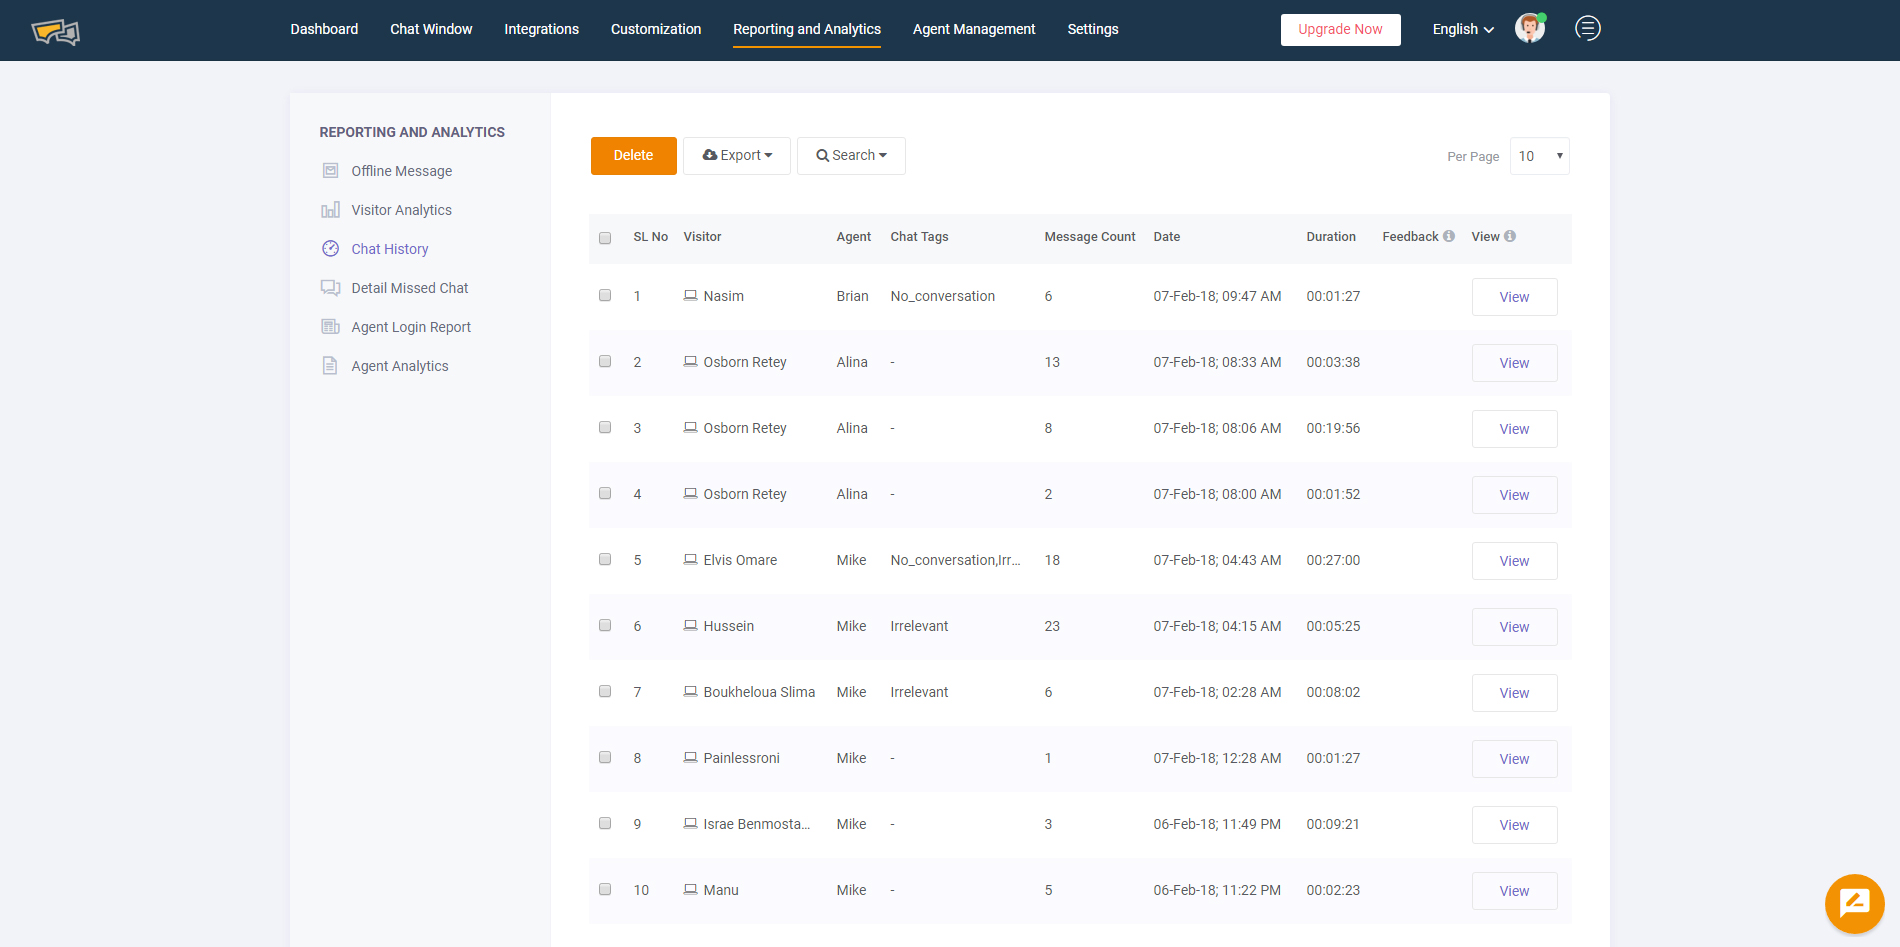 Dashboard Chat Window Integrations Customization Reporting and Analytics Agent Management Settings Upgrade Now English
REPORTING AND ANALYTICS
Offline Message
Visitor Analytics
Chat History
Detail Missed Chat
Agent Login Report
Agent Analytics
Delete Export Search Per Page 10
SL No Visitor Agent Chat Tags Message Count Date Duration Feedback View
1 Nasim Brian No_conversation 6 07-Feb-18; 09:47 AM 00:01:27 View
2 Osborn Retey Alina - 13 07-Feb-18; 08:33 AM 00:03:38 View
3 Osborn Retey Alina - 8 07-Feb-18; 08:06 AM 00:19:56 View
4 Osborn Retey Alina - 2 07-Feb-18; 08:00 AM 00:01:52 View
5 Elvis Omare Mike No_conversation,Irr... 18 07-Feb-18; 04:43 AM 00:27:00 View
6 Hussein Mike Irrelevant 23 07-Feb-18; 04:15 AM 00:05:25 View
7 Boukheloua Slima Mike Irrelevant 6 07-Feb-18; 02:28 AM 00:08:02 View
8 Painlessroni Mike - 1 07-Feb-18; 12:28 AM 00:01:27 View
9 Israe Benmosta... Mike - 3 06-Feb-18; 11:49 PM 00:09:21 View
10 Manu Mike - 5 06-Feb-18; 11:22 PM 00:02:23 View